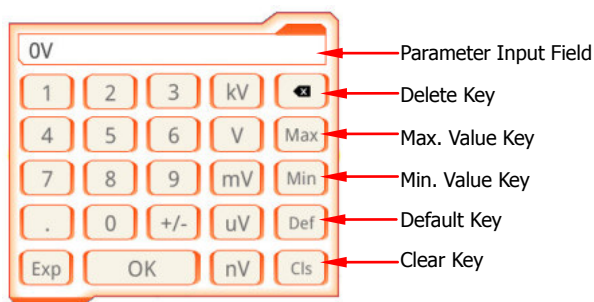 0V
Parameter Input Field
1 2 3 kV
Delete Key
4 5 6 V Max
Max. Value Key
7 8 9 mV Min
Min. Value Key
. 0 +/- uV Def
Default Key
Exp OK nV Cls
Clear Key